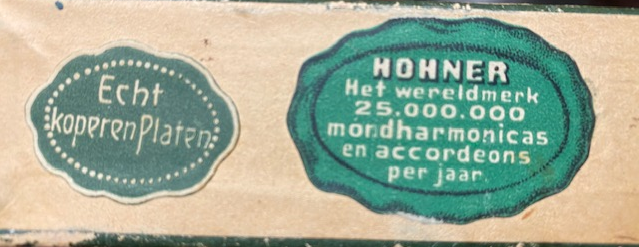 Echt
koperen Platen
HOHNER
Het wereldmerk
25.000.000
mondharmonicas
en accordeons
per jaar